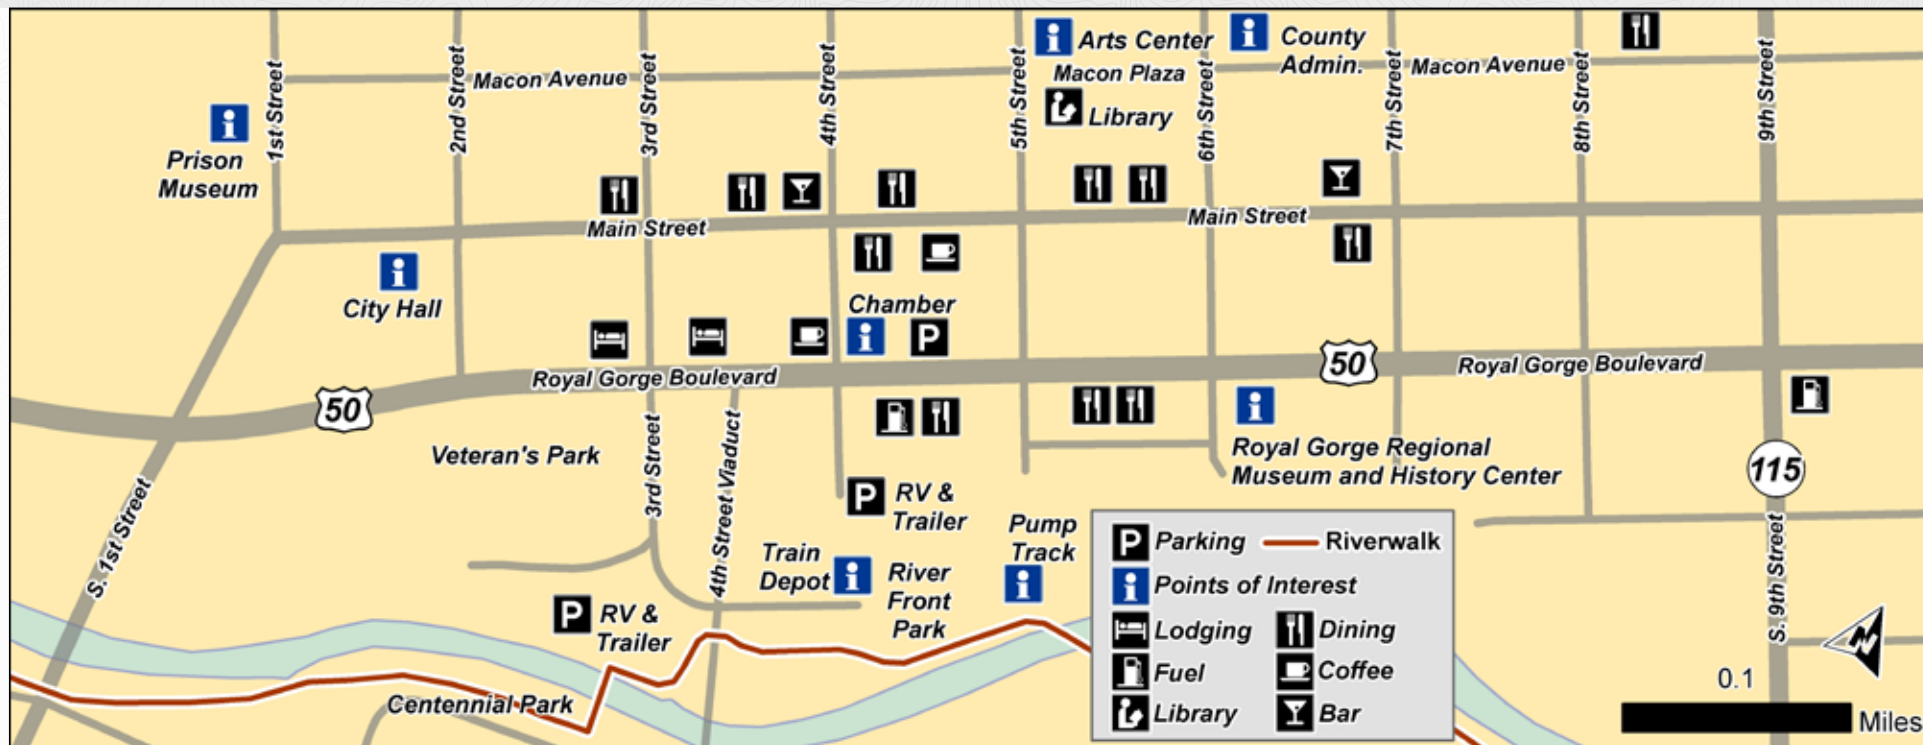 Arts Center
County
Admin.
Macon Avenue
Macon Plaza
Macon Avenue
Library
1st Street
2nd Street
3rd Street
4th Street
5th Street
6th Street
7th Street
8th Street
9th Street
Prison
Museum
Main Street
Main Street
City Hall
Chamber
P
50
Royal Gorge Boulevard
Royal Gorge Boulevard
50
Veteran's Park
3rd Street
4th Street Viaduct
Royal Gorge Regional
Museum and History Center
115
P
RV &
Trailer
S. 1st Street
Train
Depot
River
Front
Park
Pump
Track
P
RV &
Trailer
Centennial Park
S. 9th Street
P
Parking
Riverwalk
Points of Interest
Lodging
Dining
Fuel
Coffee
Library
Bar
N
0.1
Miles